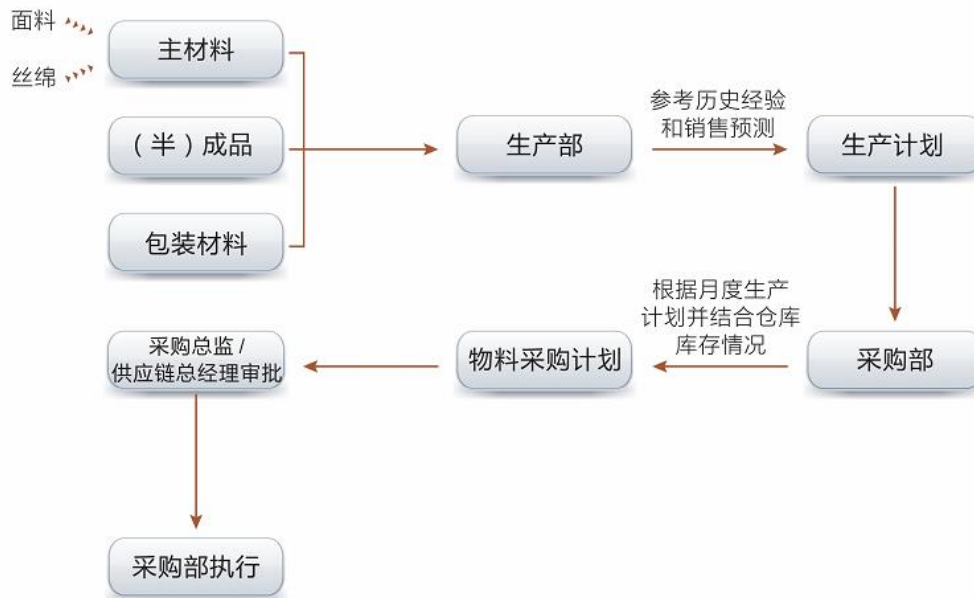 面料
丝绵
主材料
（半）成品
包装材料
生产部
参考历史经验
和销售预测
生产计划
采购部
根据月度生产
计划并结合仓库
库存情况
物料采购计划
采购总监/
供应链总经理审批
采购部执行